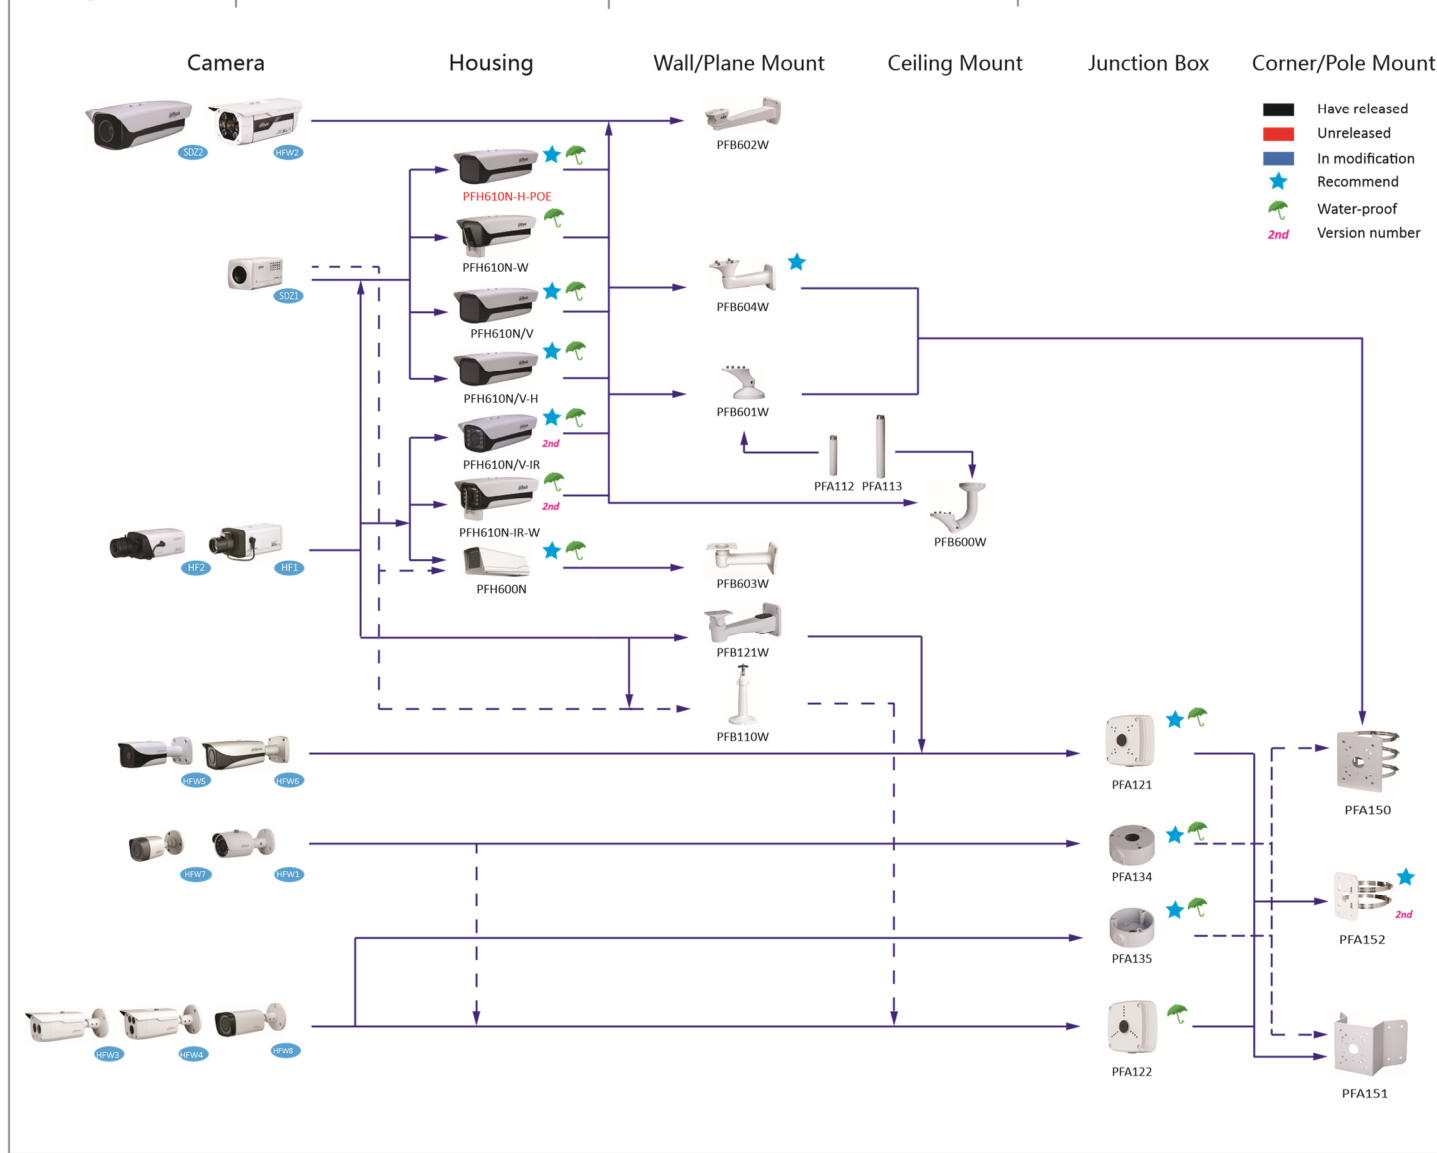 Camera Housing Wall/Plane Mount Ceiling Mount Junction Box Corner/Pole Mount
Have released
Unreleased
In modification
Recommend
Water-proof
2nd Version number
SDZ2 HFW2
PFB602W
PFH610N-H-POE
PFH610N-W
SDZ1
PFB604W
PFH610N/V
PFH610N/V-H
PFB601W
2nd
PFH610N/V-IR
PFA112 PFA113
2nd
PFH610N-IR-W
PFB600W
HF2 HF1
PFH600N
PFB603W
PFB121W
PFB110W
HFW5 HFW6
PFA121
PFA150
HFW7 HFW1
PFA134
2nd
PFA152
PFA135
HFW3 HFW4 HFW8
PFA122
PFA151